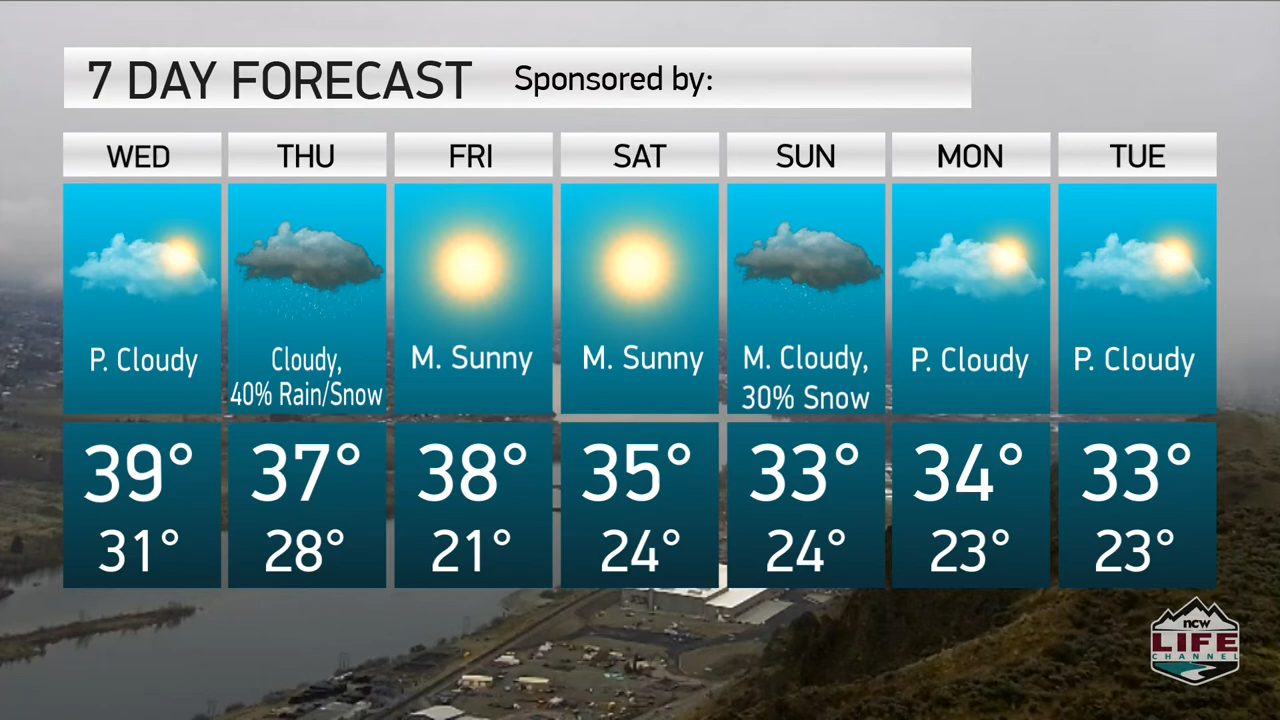 7 DAY FORECAST Sponsored by:
WED THU FRI SAT SUN MON TUE
P. Cloudy
Cloudy,
40% Rain/Snow
M. Sunny
M. Sunny
M. Cloudy,
30% Snow
P. Cloudy
P. Cloudy
39° 37° 38° 35° 33° 34° 33°
31° 28° 21° 24° 24° 23° 23°
ncw
LIFE
CHANNEL